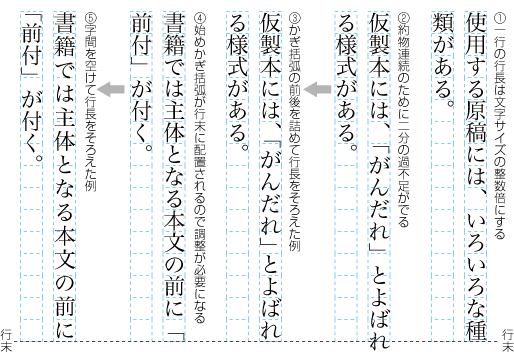 ①一行の行長は文字サイズの整数倍にする
使用する原稿には、いろいろな種
類がある。
②約物連続のために二分の過不足がでる
仮製本には、「がんだれ」とよばれ
る様式がある。
③かぎ括弧の前後を詰めて行長をそろえた例
仮製本には、「がんだれ」とよばれ
る様式がある。
④始めかぎ括弧が行末に配置されるので調整が必要になる
書籍では主体となる本文の前に「
前付」が付く。
⑤字間を空けて行長をそろえた例
書籍では主体となる本文の前に
「前付」が付く。
行末
行末